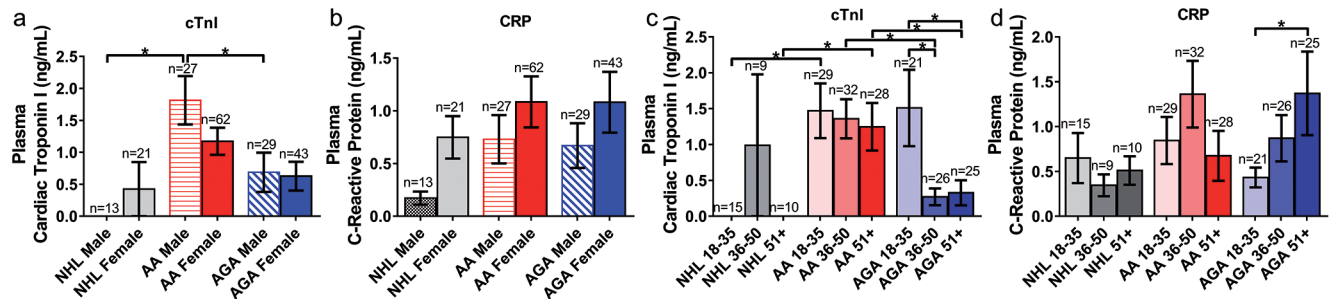 a
cTnI
Plasma
Cardiac Troponin I (ng/mL)
2.5
2.0
1.5
1.0
0.5
0.0
*
*
n=13
n=21
n=27
n=62
n=29
n=43
NHL Male
NHL Female
AA Male
AA Female
AGA Male
AGA Female
b
CRP
Plasma
C-Reactive Protein (ng/mL)
1.5
1.0
0.5
0.0
n=13
n=21
n=27
n=62
n=29
n=43
NHL Male
NHL Female
AA Male
AA Female
AGA Male
AGA Female
c
cTnI
Plasma
Cardiac Troponin I (ng/mL)
2.5
2.0
1.5
1.0
0.5
0.0
*
*
*
*
*
*
n=15
n=9
n=10
n=29
n=32
n=28
n=21
n=26
n=25
NHL 18-35
NHL 36-50
NHL 51+
AA 18-35
AA 36-50
AA 51+
AGA 18-35
AGA 36-50
AGA 51+
d
CRP
Plasma
C-Reactive Protein (ng/mL)
2.0
1.5
1.0
0.5
0.0
*
n=15
n=9
n=10
n=29
n=32
n=28
n=21
n=26
n=25
NHL 18-35
NHL 36-50
NHL 51+
AA 18-35
AA 36-50
AA 51+
AGA 18-35
AGA 36-50
AGA 51+